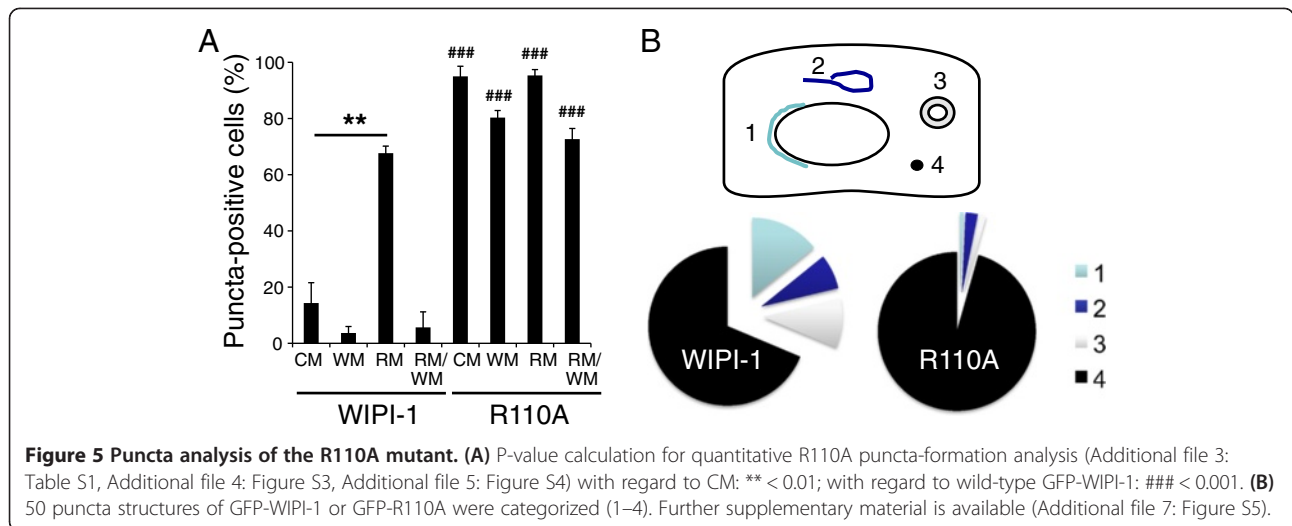 A
Puncta-positive cells (%)
100
80
60
40
20
0
**
###
###
###
###
CM WM RM RM/WM CM WM RM RM/WM
WIPI-1 R110A
B
1
2
3
4
WIPI-1
R110A
1
2
3
4
Figure 5 Puncta analysis of the R110A mutant. (A) P-value calculation for quantitative R110A puncta-formation analysis (Additional file 3:
Table S1, Additional file 4: Figure S3, Additional file 5: Figure S4) with regard to CM: ** < 0.01; with regard to wild-type GFP-WIPI-1: ### < 0.001. (B)
50 puncta structures of GFP-WIPI-1 or GFP-R110A were categorized (1–4). Further supplementary material is available (Additional file 7: Figure S5).